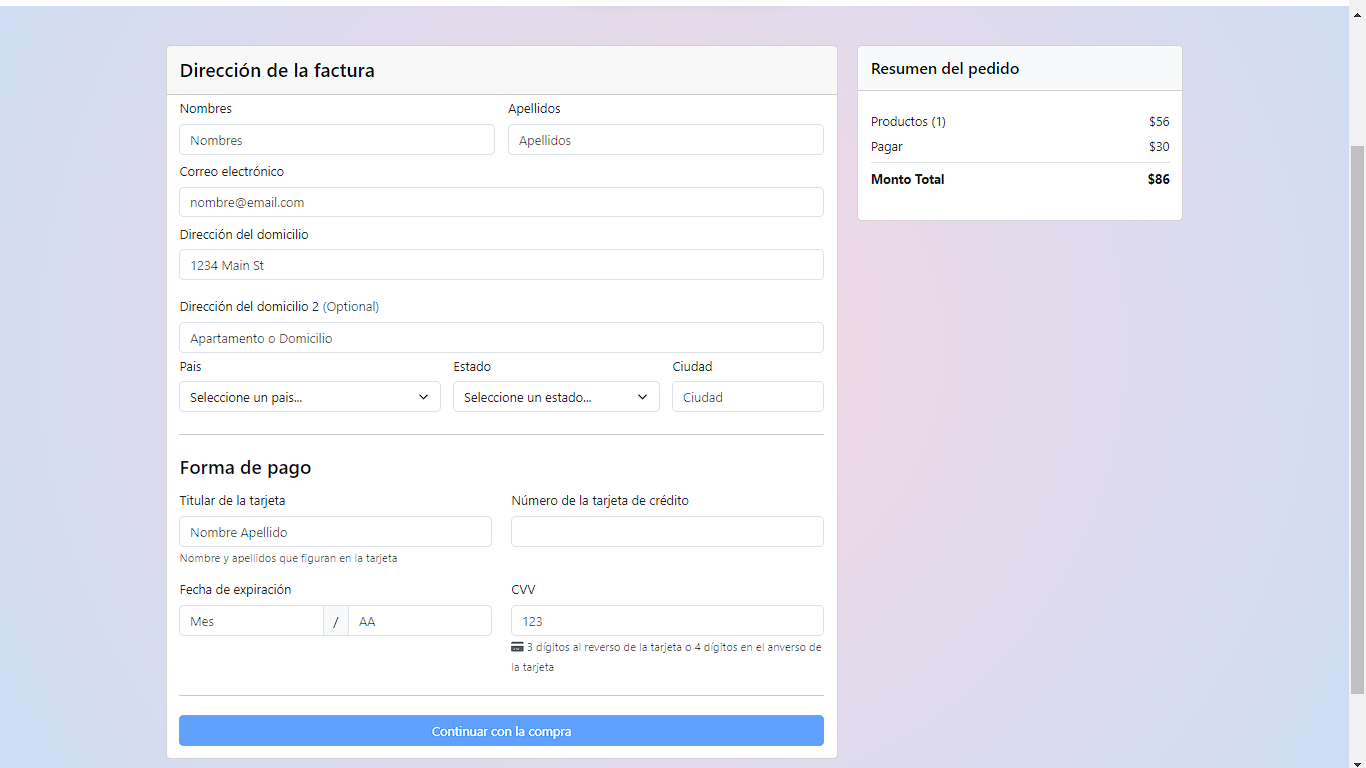 Dirección de la factura
Nombres Apellidos
Nombres Apellidos
Correo electrónico
nombre@email.com
Dirección del domicilio
1234 Main St
Dirección del domicilio 2 (Optional)
Apartamento o Domicilio
Pais Estado Ciudad
Seleccione un pais... Seleccione un estado... Ciudad
Forma de pago
Titular de la tarjeta Número de la tarjeta de crédito
Nombre Apellido
Nombre y apellidos que figuran en la tarjeta
Fecha de expiración CVV
Mes / AA 123
3 dígitos al reverso de la tarjeta o 4 dígitos en el anverso de
la tarjeta
Continuar con la compra
Resumen del pedido
Productos (1) $56
Pagar $30
Monto Total $86